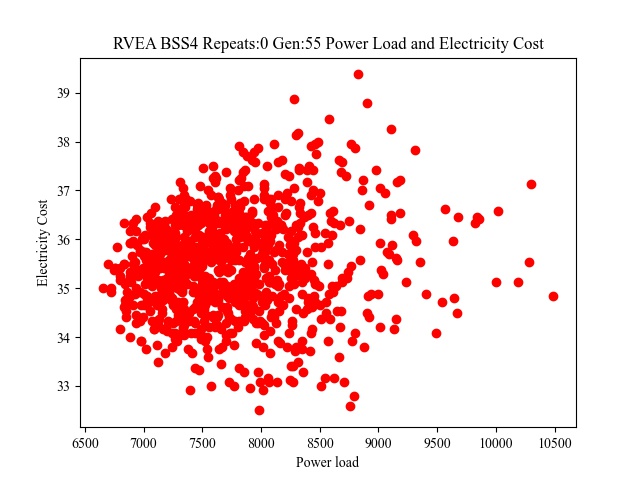 RVEA BSS4 Repeats:0 Gen:55 Power Load and Electricity Cost
39
38
37
36
35
34
33
Electricity Cost
6500 7000 7500 8000 8500 9000 9500 10000 10500
Power load